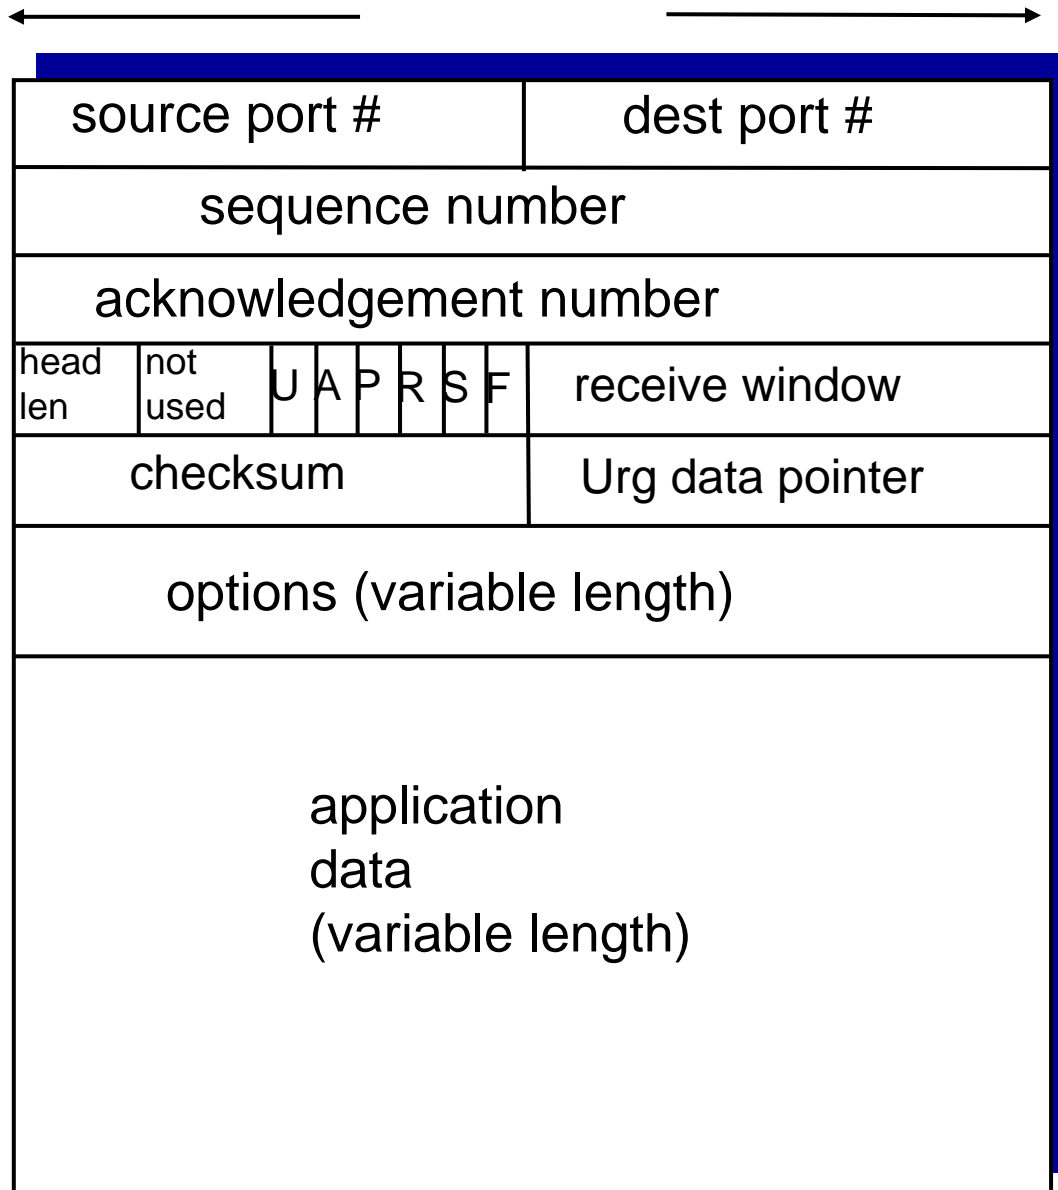 source port # dest port #
sequence number
acknowledgement number
head
len
not
used
U A P R S F
receive window
checksum Urg data pointer
options (variable length)
application
data
(variable length)